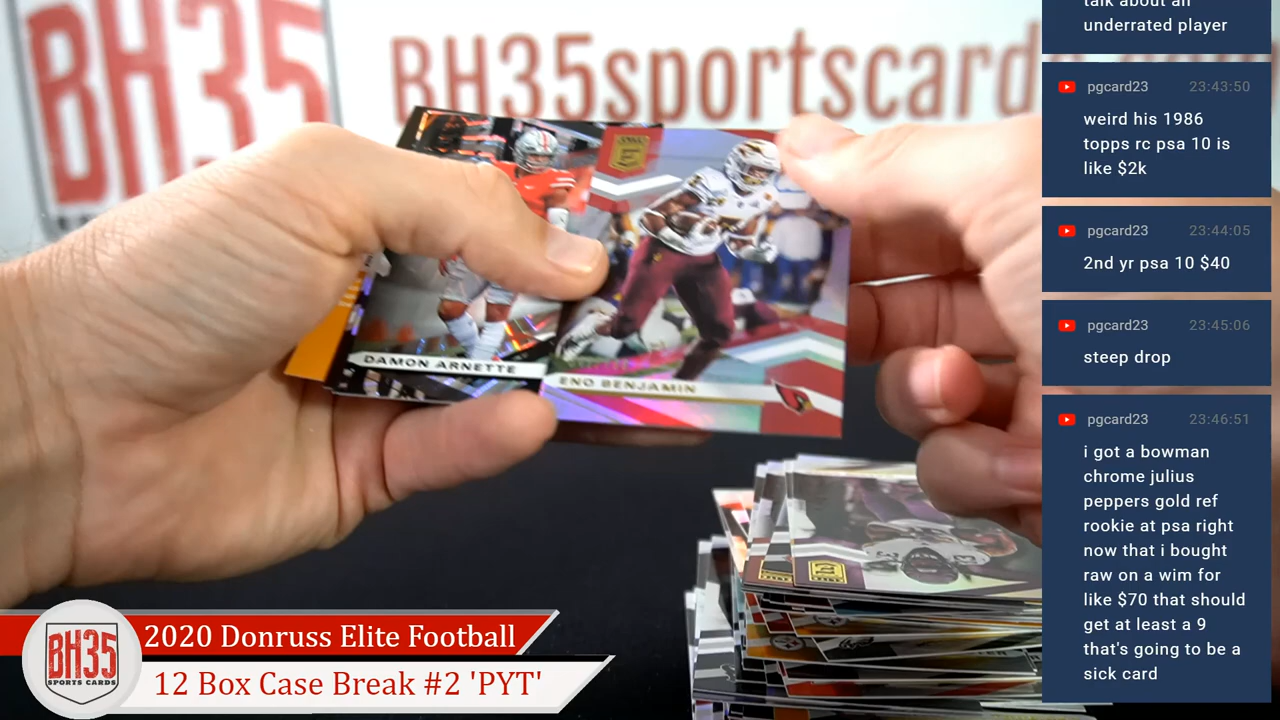 BH35
SPORTS CARDS
BH35sportscards
DAMON ARNETTE
ENO BENJAMIN
BH35
SPORTS CARDS
2020 Donruss Elite Football
12 Box Case Break #2 'PYT'
talk about an
underrated player
pgcard23 23:43:50
weird his 1986
topps rc psa 10 is
like $2k
pgcard23 23:44:05
2nd yr psa 10 $40
pgcard23 23:45:06
steep drop
pgcard23 23:46:51
i got a bowman
chrome julius
peppers gold ref
rookie at psa right
now that i bought
raw on a wim for
like $70 that should
get at least a 9
that's going to be a
sick card